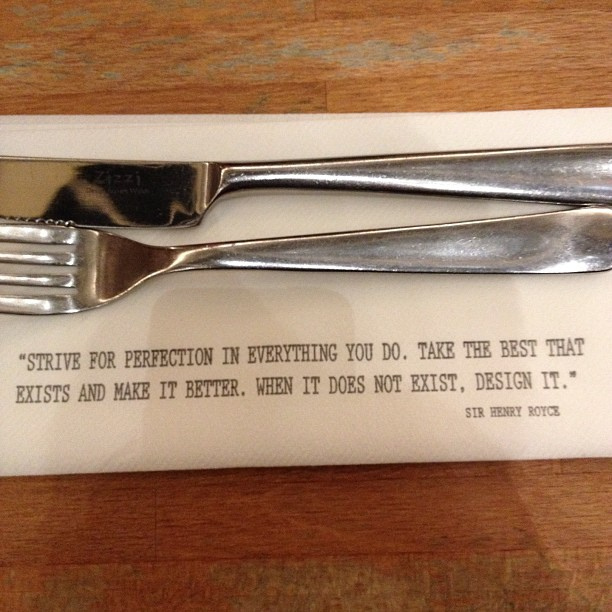 Zizzi
"STRIVE FOR PERFECTION IN EVERYTHING YOU DO. TAKE THE BEST THAT
EXISTS AND MAKE IT BETTER. WHEN IT DOES NOT EXIST, DESIGN IT."
SIR HENRY ROYCE